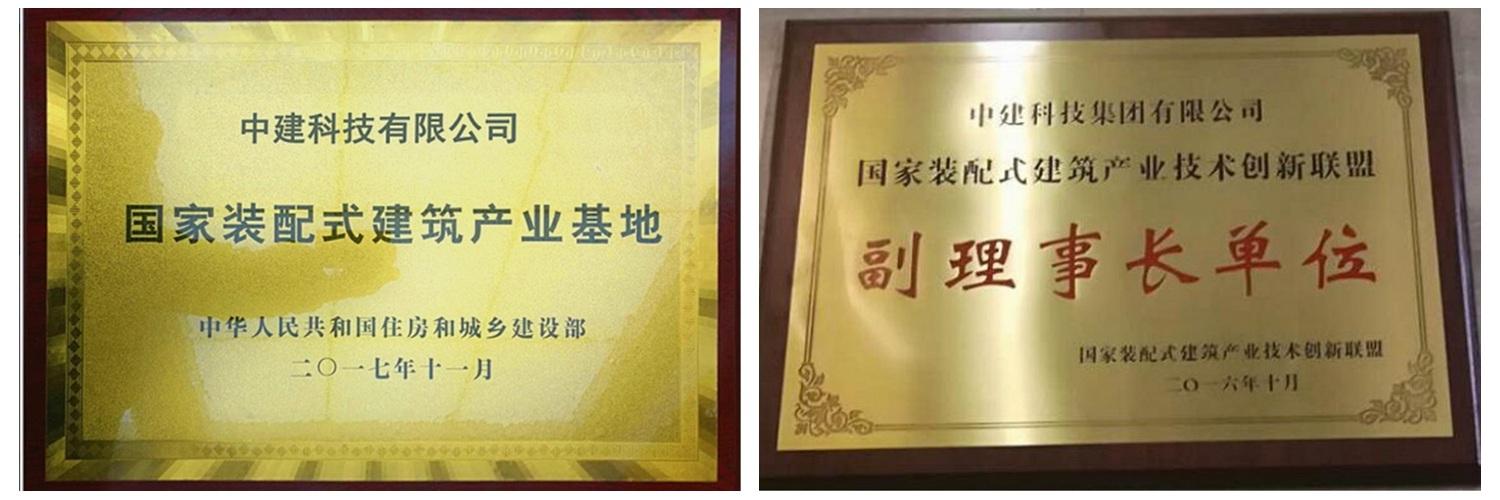 中建科技有限公司
国家装配式建筑产业基地
中华人民共和国住房和城乡建设部
二〇一七年十一月
中建科技集团有限公司
国家装配式建筑产业技术创新联盟
副理事长单位
国家装配式建筑产业技术创新联盟
二〇一六年十月